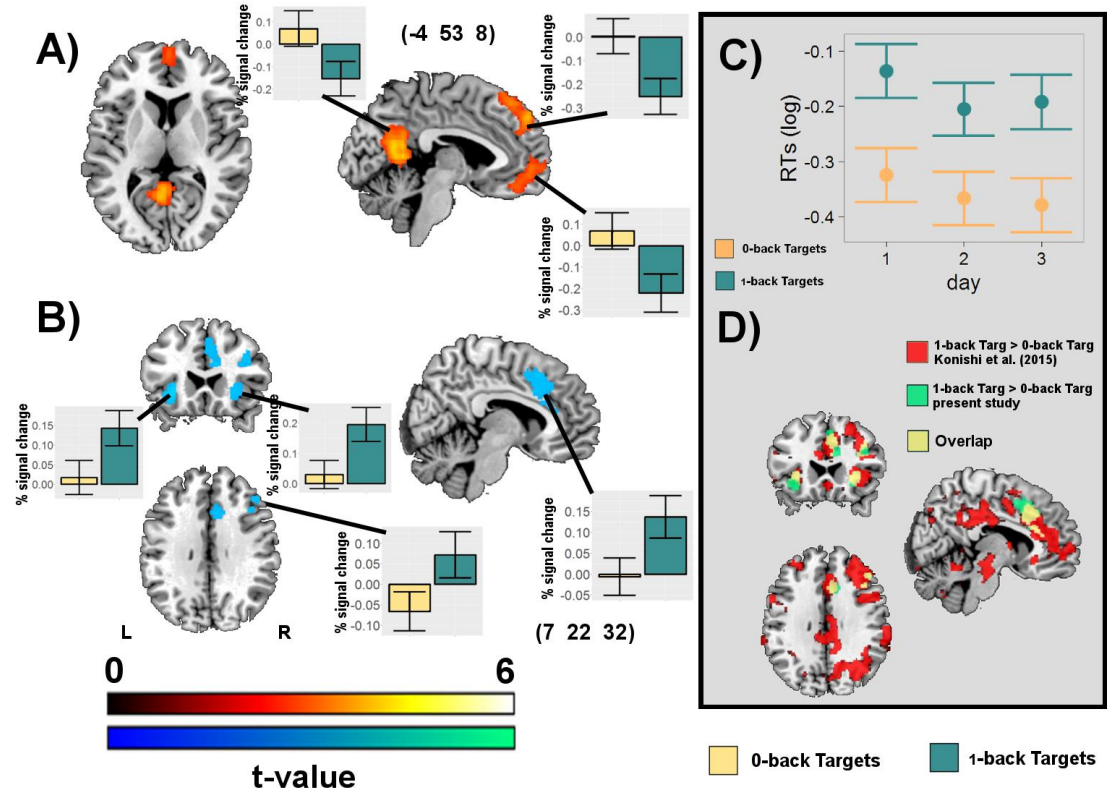 A)
(-4 53 8)
% signal change
0.1
0.0
-0.1
-0.2
% signal change
0.0
-0.1
-0.2
-0.3
% signal change
0.1
0.0
-0.1
-0.2
-0.3
B)
% signal change
0.15
0.10
0.05
0.00
% signal change
0.2
0.1
0.0
% signal change
0.10
0.05
0.00
-0.05
-0.10
% signal change
0.15
0.10
0.05
0.00
-0.05
L
R
(7 22 32)
0
6
t-value
C)
RTs (log)
-0.1
-0.2
-0.3
-0.4
1
2
3
day
0-back Targets
1-back Targets
D)
1-back Targ > 0-back Targ
Konishi et al. (2015)
1-back Targ > 0-back Targ
present study
Overlap
0-back Targets
1-back Targets